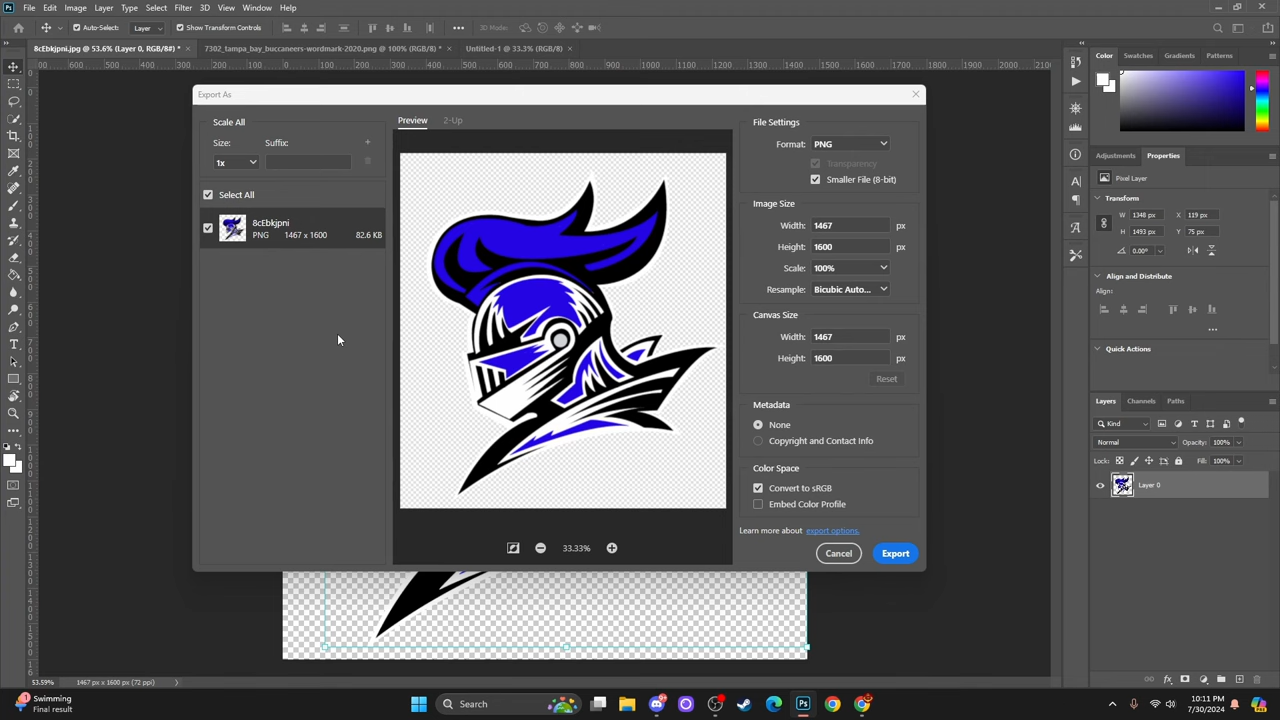 Ps File Edit Image Layer Type Select Filter 3D View Window Help
Auto-Select: Layer Show Transform Controls 3D Mode:
8cEbkjpni.jpg @ 53.6% (Layer 0, RGB/8#) * 7302_tampa_bay_buccaneers-wordmark-2020.png @ 100% (RGB/8) * Untitled-1 @ 33.3% (RGB/8)
Export As
Scale All
Size: Suffix:
1x
Select All
8cEbkjpni
PNG 1467 x 1600 82.6 KB
Preview 2-Up
33.33%
File Settings
Format: PNG
Transparency
Smaller File (8-bit)
Image Size
Width: 1467 px
Height: 1600 px
Scale: 100%
Resample: Bicubic Auto...
Canvas Size
Width: 1467 px
Height: 1600 px
Reset
Metadata
None
Copyright and Contact Info
Color Space
Convert to sRGB
Embed Color Profile
Learn more about export options.
Cancel Export
Color Swatches Gradients Patterns
Adjustments Properties
Pixel Layer
Transform
W: 1348 px X: 119 px
H: 1493 px Y: 75 px
0.00°
Align and Distribute
Align:
Quick Actions
Layers Channels Paths
Kind
Normal Opacity: 100%
Lock: Fill: 100%
Layer 0
53.59% 1467 px x 1600 px (72 ppi)
Swimming
Final result
Search
10:11 PM
7/30/2024